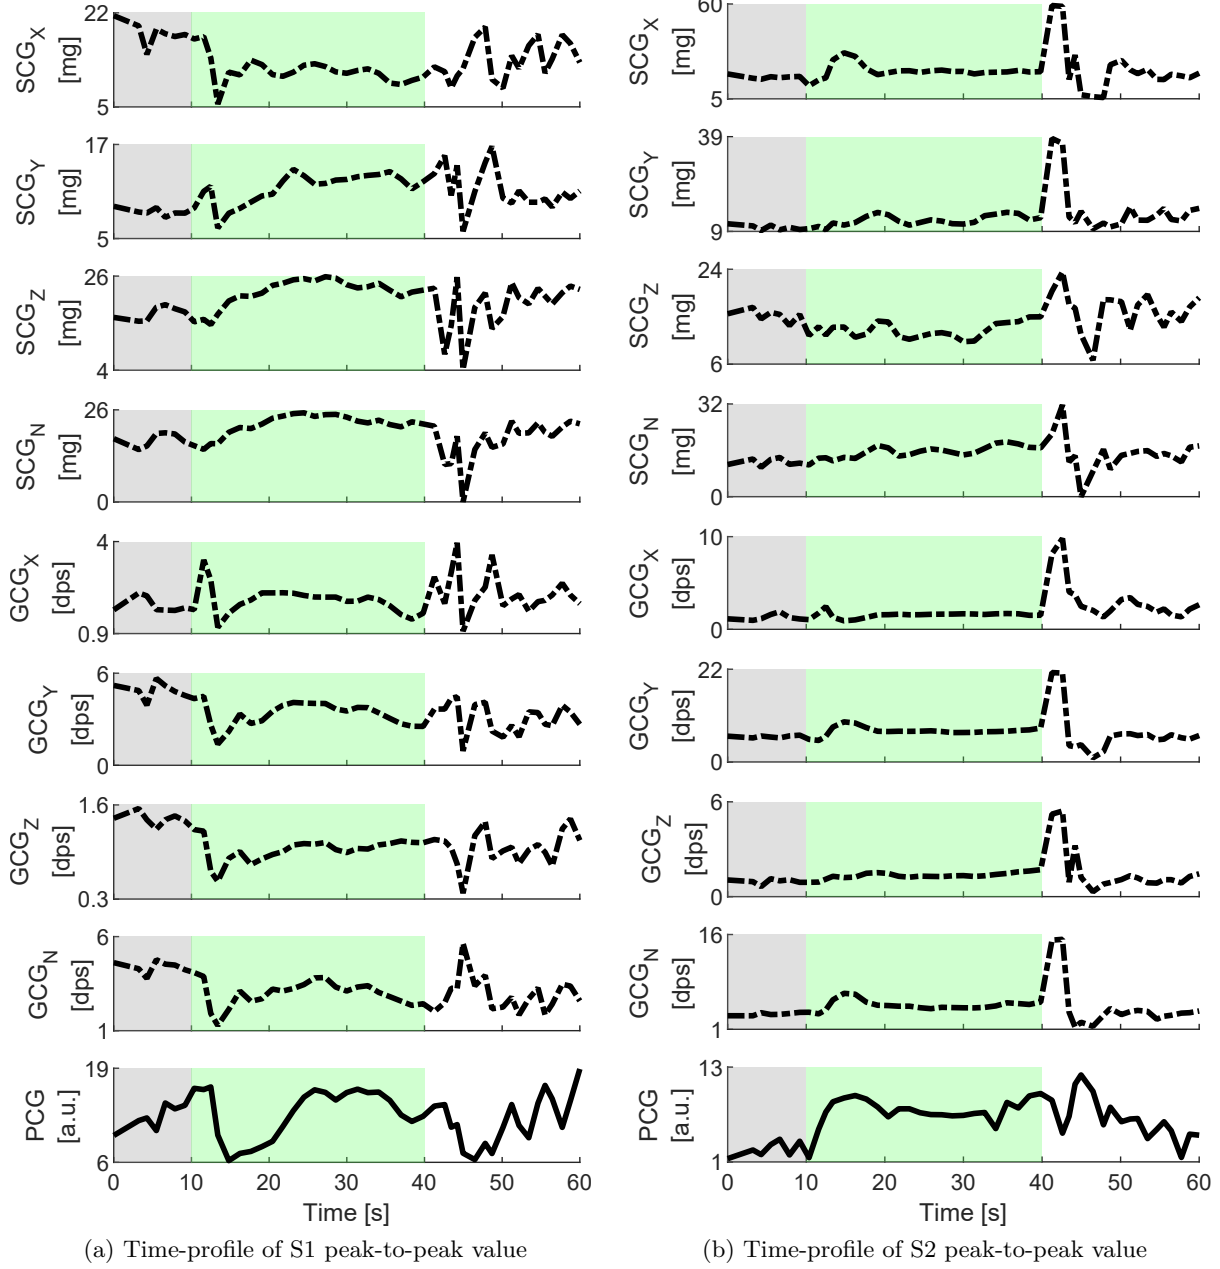 22
SCG_X
[mg]
5
17
SCG_Y
[mg]
5
26
SCG_Z
[mg]
4
26
SCG_N
[mg]
0
4
GCG_X
[dps]
0.9
6
GCG_Y
[dps]
0
1.6
GCG_Z
[dps]
0.3
6
GCG_N
[dps]
1
19
PCG
[a.u.]
6
0 10 20 30 40 50 60
Time [s]
(a) Time-profile of S1 peak-to-peak value
60
SCG_X
[mg]
5
39
SCG_Y
[mg]
9
24
SCG_Z
[mg]
6
32
SCG_N
[mg]
0
10
GCG_X
[dps]
0
22
GCG_Y
[dps]
0
6
GCG_Z
[dps]
0
16
GCG_N
[dps]
1
13
PCG
[a.u.]
1
0 10 20 30 40 50 60
Time [s]
(b) Time-profile of S2 peak-to-peak value